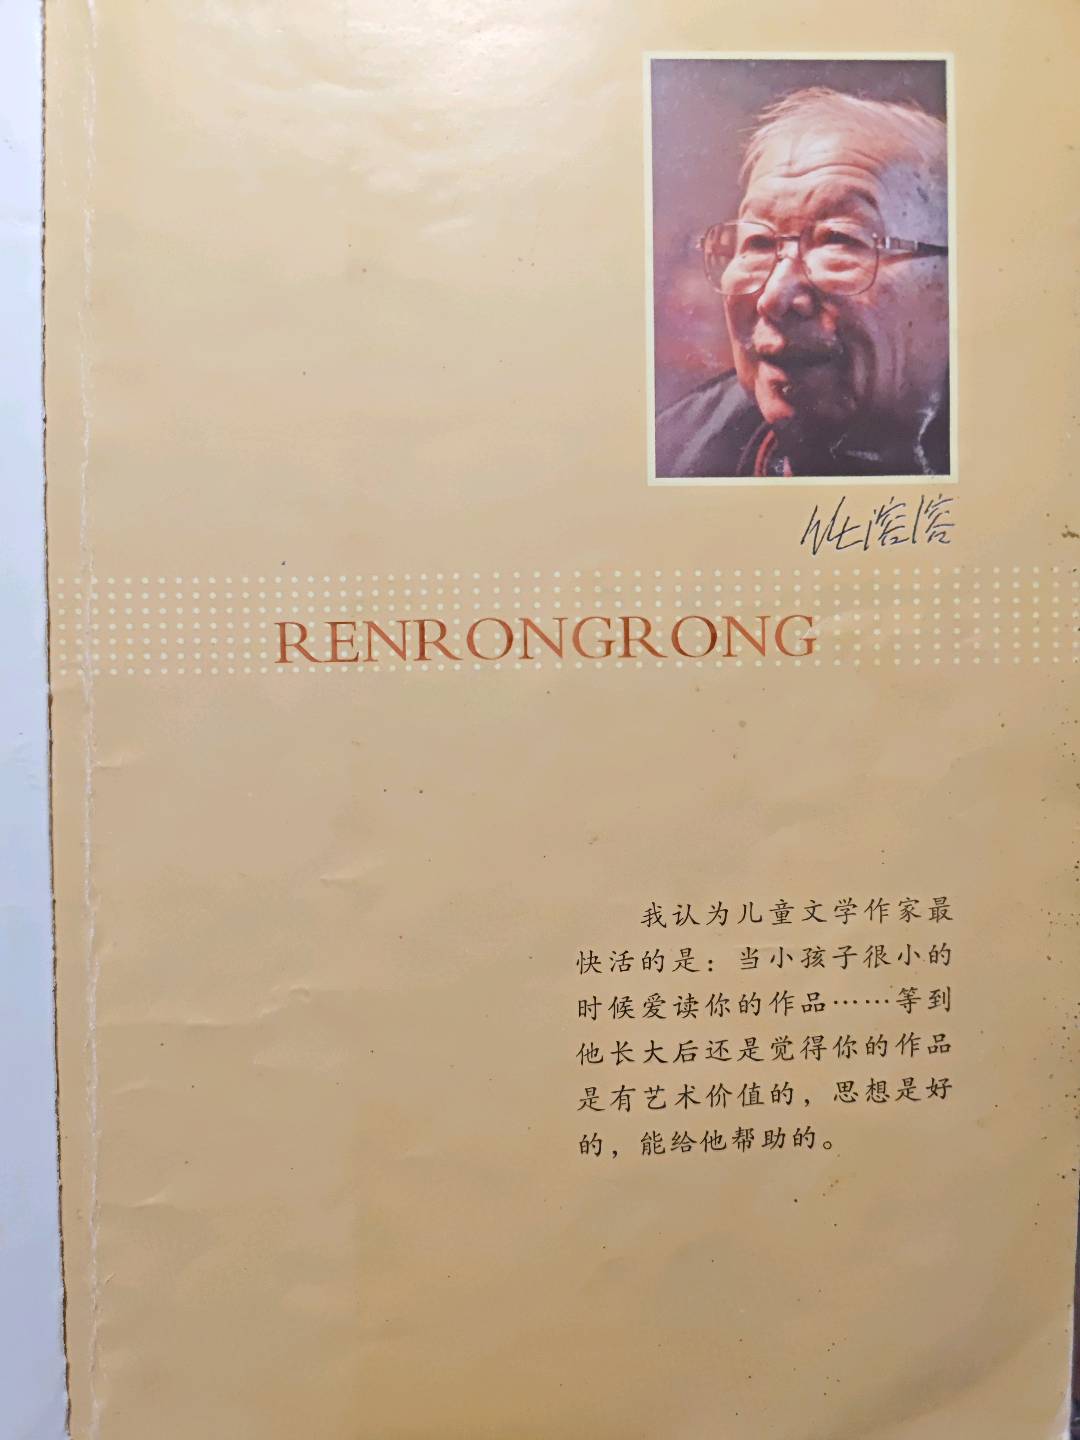 任溶溶
RENRONGRONG
我认为儿童文学作家最
快活的是：当小孩子很小的
时候爱读你的作品……等到
他长大后还是觉得你的作品
是有艺术价值的，思想是好
的，能给他帮助的。